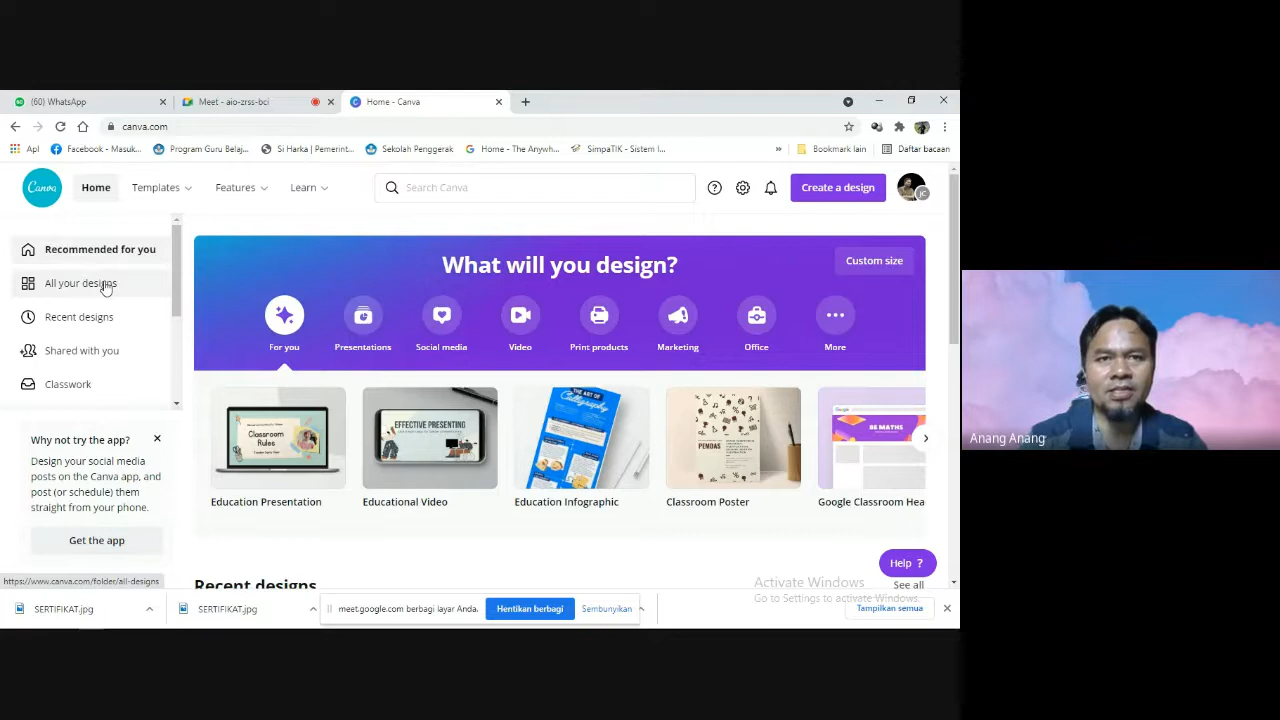 (60) WhatsApp
Meet - aio-zrss-bci
Home - Canva
canva.com
Apl
Facebook - Masuk...
Program Guru Belaj...
Si Harka | Pemerint...
Sekolah Penggerak
Home - The Anywh...
SimpaTIK - Sistem I...
»
Bookmark lain
Daftar bacaan
Canva
Home
Templates
Features
Learn
Search Canva
Create a design
JC
Recommended for you
All your designs
Recent designs
Shared with you
Classwork
What will you design?
Custom size
For you
Presentations
Social media
Video
Print products
Marketing
Office
More
Classroom
Rules
EFFECTIVE PRESENTING
THE ART OF
Calligraphy
PEMOAS
Google
BE MATHS
Education Presentation
Educational Video
Education Infographic
Classroom Poster
Google Classroom Hea
Why not try the app?
Design your social media
posts on the Canva app, and
post (or schedule) them
straight from your phone.
Get the app
Recent designs
Help ?
See all
https://www.canva.com/folder/all-designs
Activate Windows
Go to Settings to activate Windows.
SERTIFIKAT.jpg
SERTIFIKAT.jpg
meet.google.com berbagi layar Anda.
Hentikan berbagi
Sembunyikan
Tampilkan semua
Anang Anang